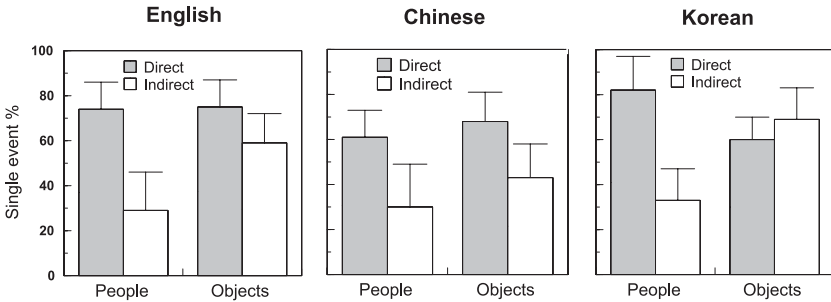 English Chinese Korean
Single event %
100
80
60
40
20
0
Direct
Indirect
Direct
Indirect
Direct
Indirect
People Objects People Objects People Objects